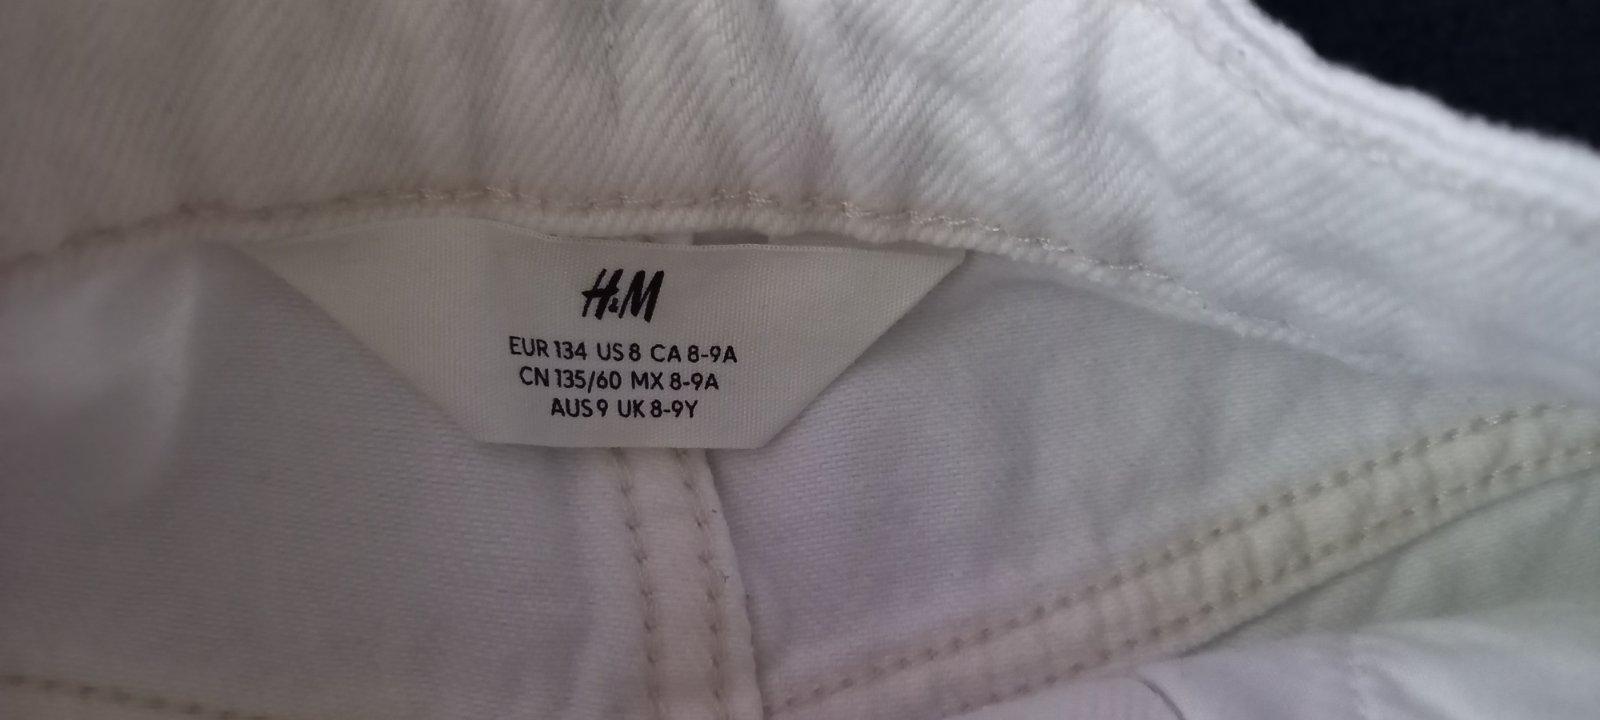 H&M
EUR 134 US 8 CA 8-9A
CN 135/60 MX 8-9A
AUS 9 UK 8-9Y